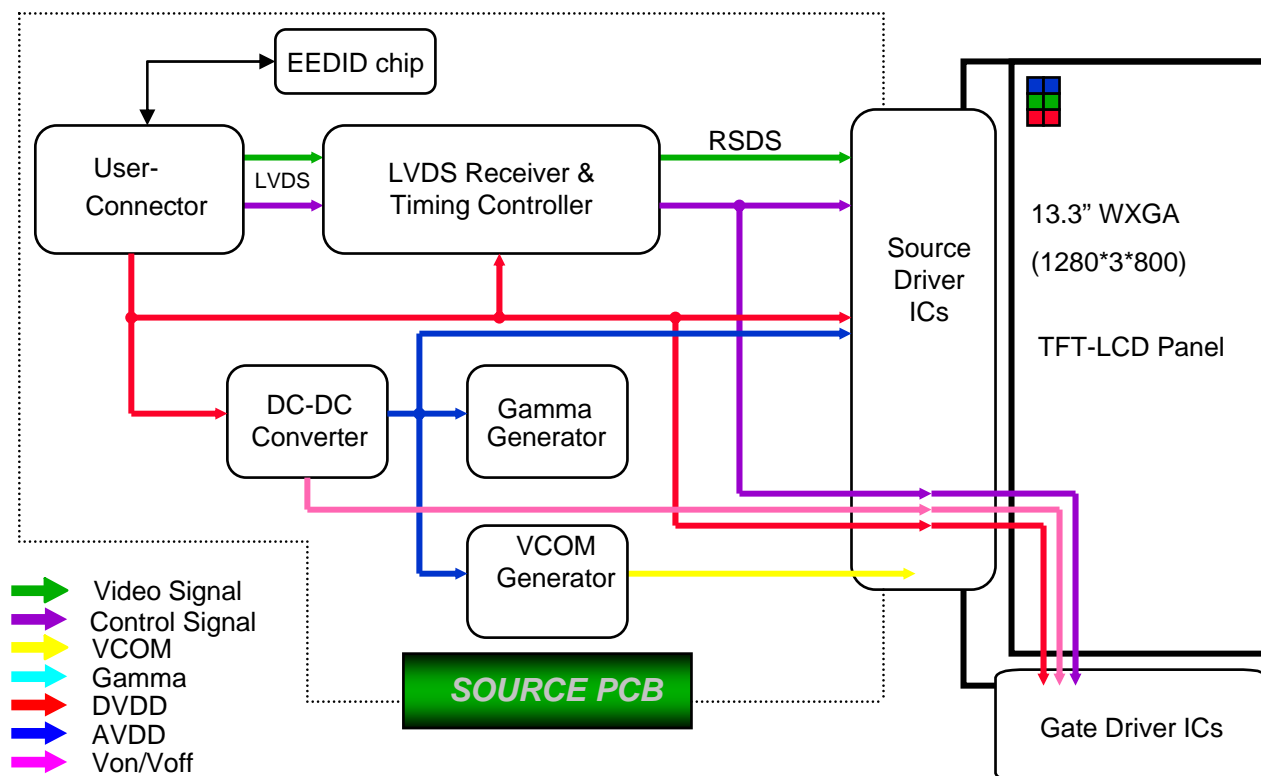 EEDID chip
User-
Connector
LVDS
LVDS Receiver &
Timing Controller
RSDS
Source
Driver
ICs
13.3” WXGA
(1280*3*800)
TFT-LCD Panel
DC-DC
Converter
Gamma
Generator
VCOM
Generator
Video Signal
Control Signal
VCOM
Gamma
DVDD
AVDD
Von/Voff
SOURCE PCB
Gate Driver ICs